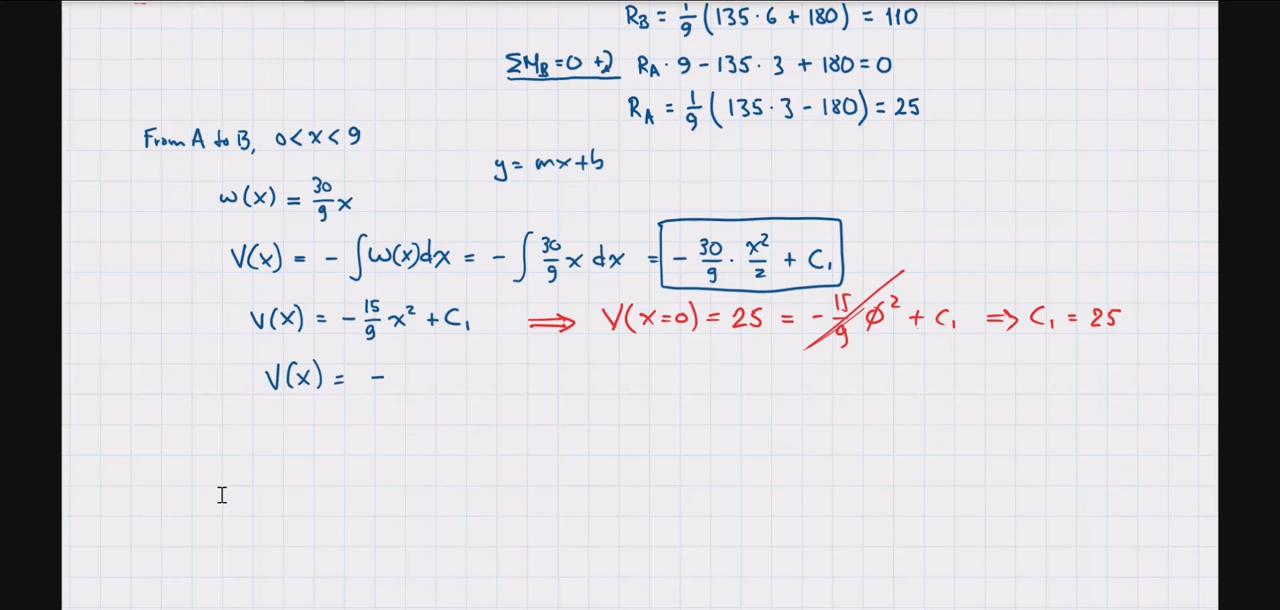 R_B = 1/9 (135·6 + 180) = 110
ΣM_B = 0 +⤸ R_A · 9 − 135 · 3 + 180 = 0
R_A = 1/9 (135·3 − 180) = 25
From A to B, 0 < x < 9
y = mx + b
w(x) = 30/9 x
V(x) = − ∫ w(x)dx = − ∫ 30/9 x dx = − 30/9 · x²/2 + C₁
V(x) = − 15/9 x² + C₁ ⟹ V(x=0) = 25 = − 15/9 0² + C₁ ⟹ C₁ = 25
V(x) = −